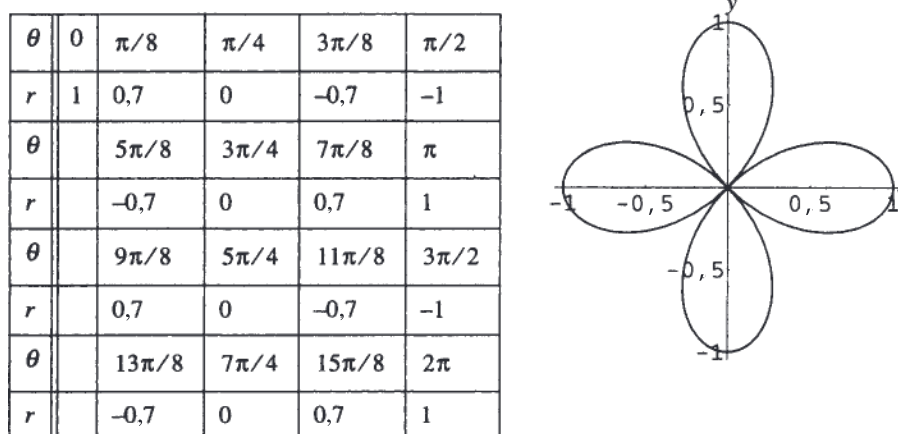 θ 0 π/8 π/4 3π/8 π/2
r 1 0,7 0 –0,7 –1
θ 5π/8 3π/4 7π/8 π
r –0,7 0 0,7 1
θ 9π/8 5π/4 11π/8 3π/2
r 0,7 0 –0,7 –1
θ 13π/8 7π/4 15π/8 2π
r –0,7 0 0,7 1
y
1
0,5
-1 -0,5 0,5 1
-0,5
-1